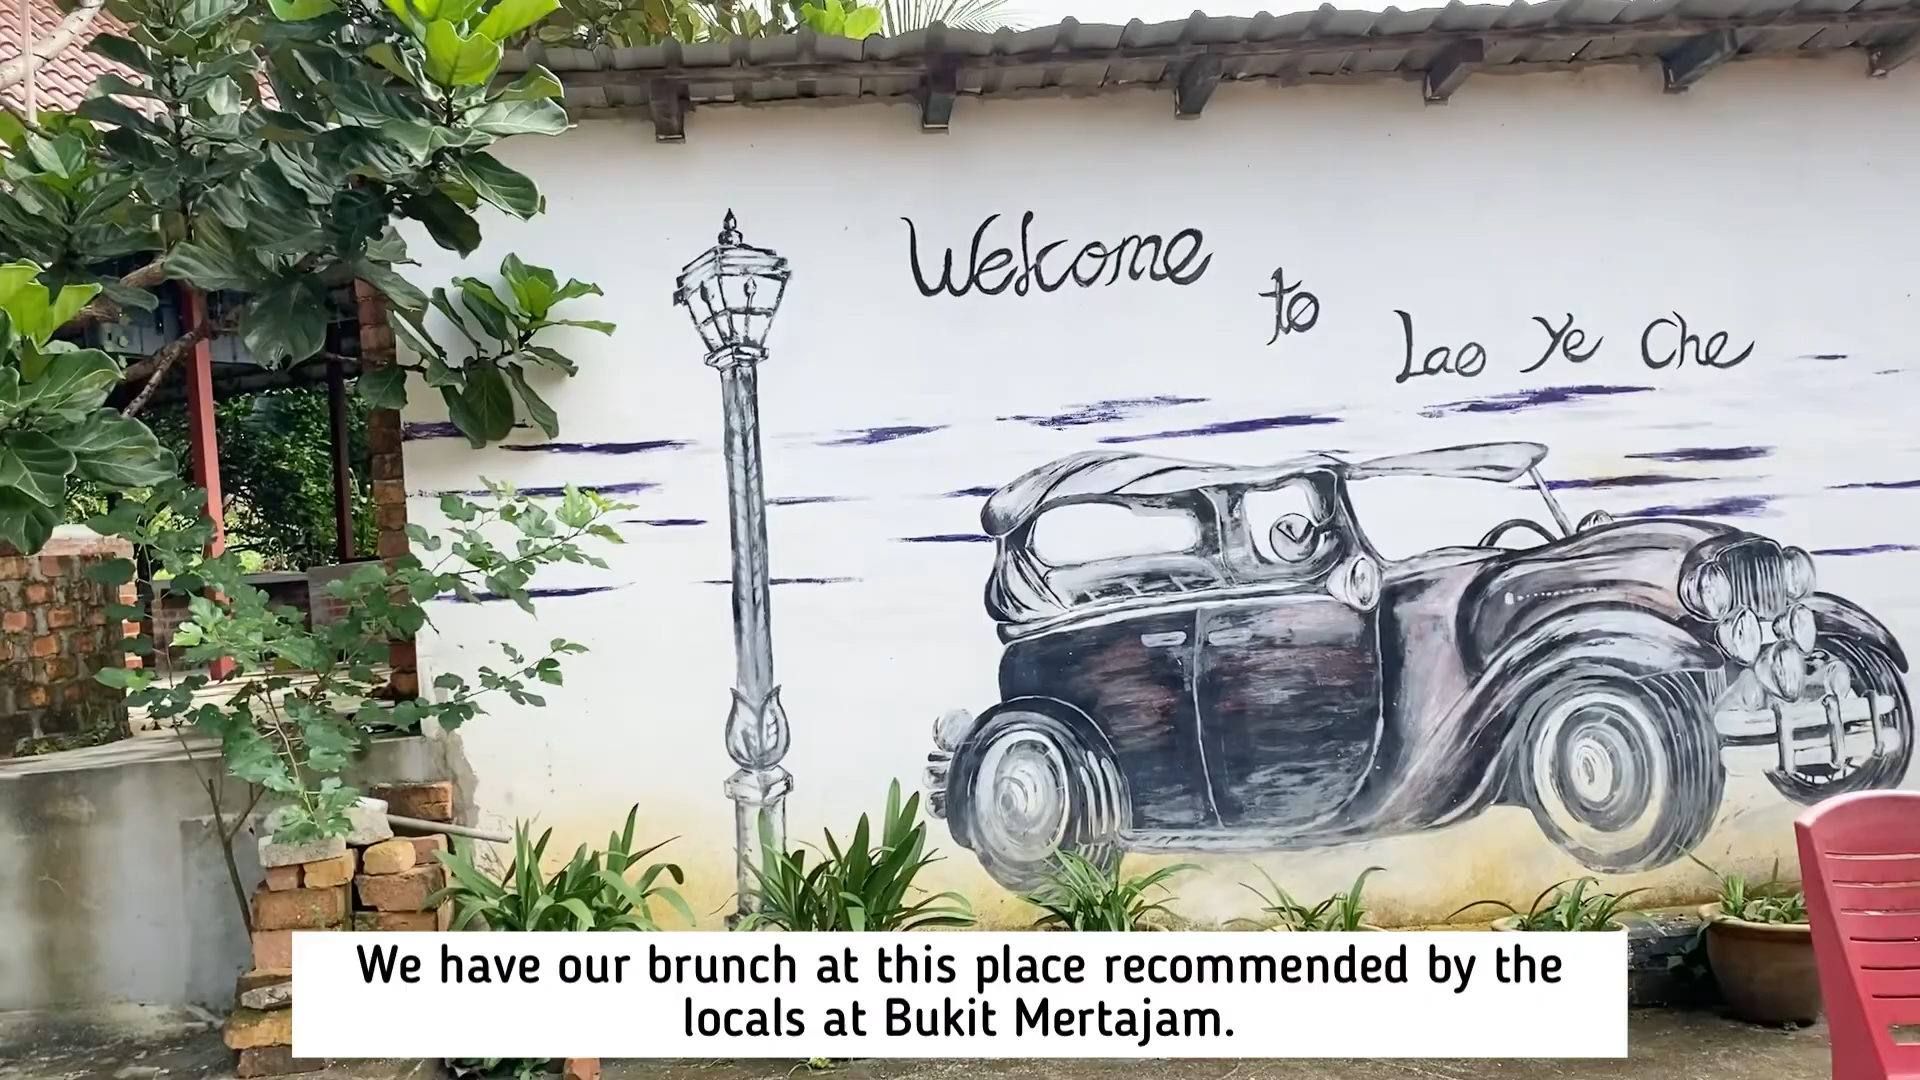 Welcome
to
Lao Ye Che
We have our brunch at this place recommended by the
locals at Bukit Mertajam.